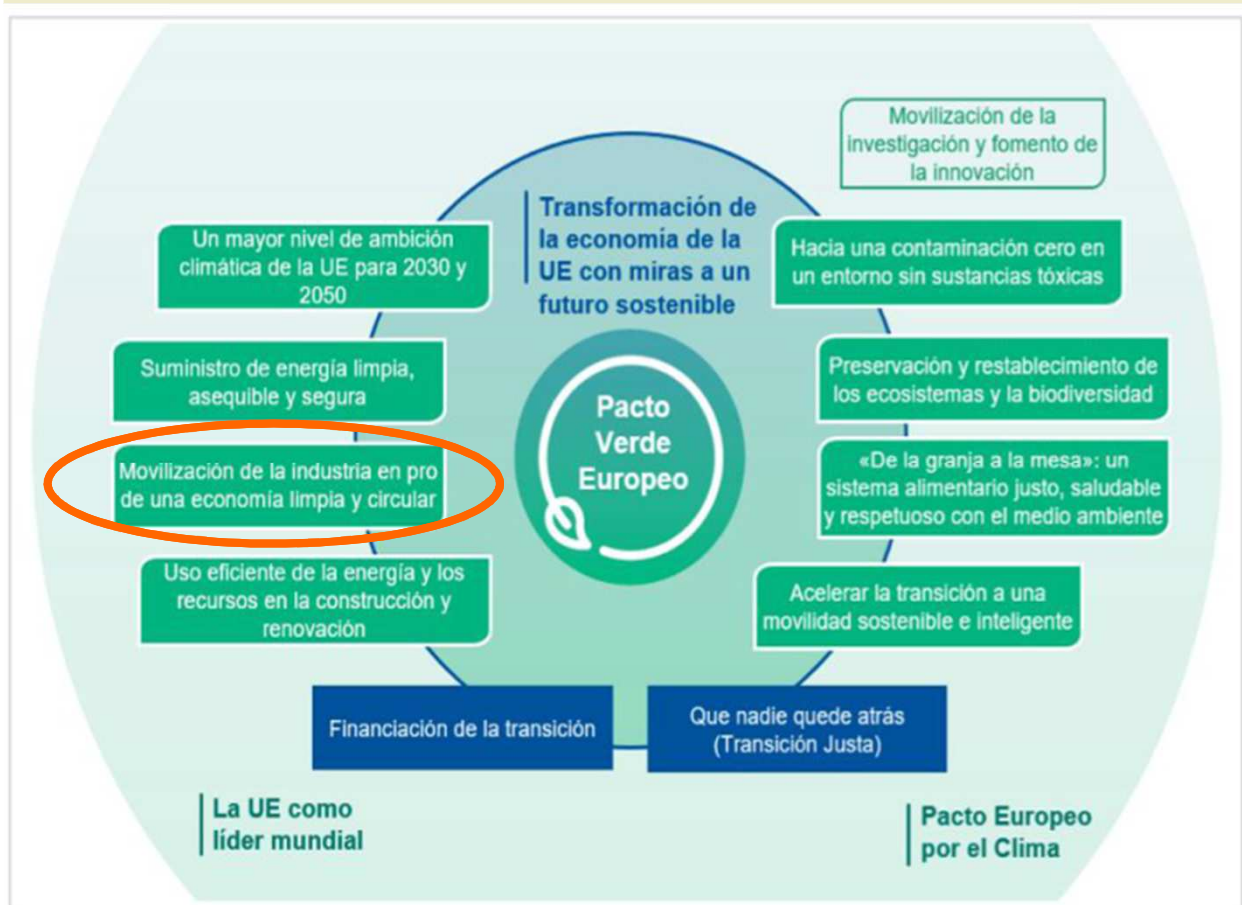 Movilización de la
investigación y fomento de
la innovación
Transformación de
la economía de la
UE con miras a un
futuro sostenible
Un mayor nivel de ambición
climática de la UE para 2030 y
2050
Hacia una contaminación cero en
un entorno sin sustancias tóxicas
Suministro de energía limpia,
asequible y segura
Preservación y restablecimiento de
los ecosistemas y la biodiversidad
Pacto
Verde
Europeo
Movilización de la industria en pro
de una economía limpia y circular
«De la granja a la mesa»: un
sistema alimentario justo, saludable
y respetuoso con el medio ambiente
Uso eficiente de la energía y los
recursos en la construcción y
renovación
Acelerar la transición a una
movilidad sostenible e inteligente
Financiación de la transición
Que nadie quede atrás
(Transición Justa)
La UE como
líder mundial
Pacto Europeo
por el Clima